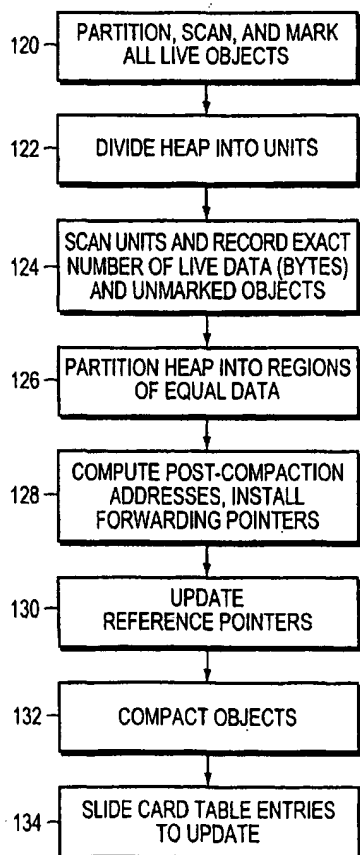 120
PARTITION, SCAN, AND MARK
ALL LIVE OBJECTS
122
DIVIDE HEAP INTO UNITS
124
SCAN UNITS AND RECORD EXACT
NUMBER OF LIVE DATA (BYTES)
AND UNMARKED OBJECTS
126
PARTITION HEAP INTO REGIONS
OF EQUAL DATA
128
COMPUTE POST-COMPACTION
ADDRESSES, INSTALL
FORWARDING POINTERS
130
UPDATE
REFERENCE POINTERS
132
COMPACT OBJECTS
134
SLIDE CARD TABLE ENTRIES
TO UPDATE